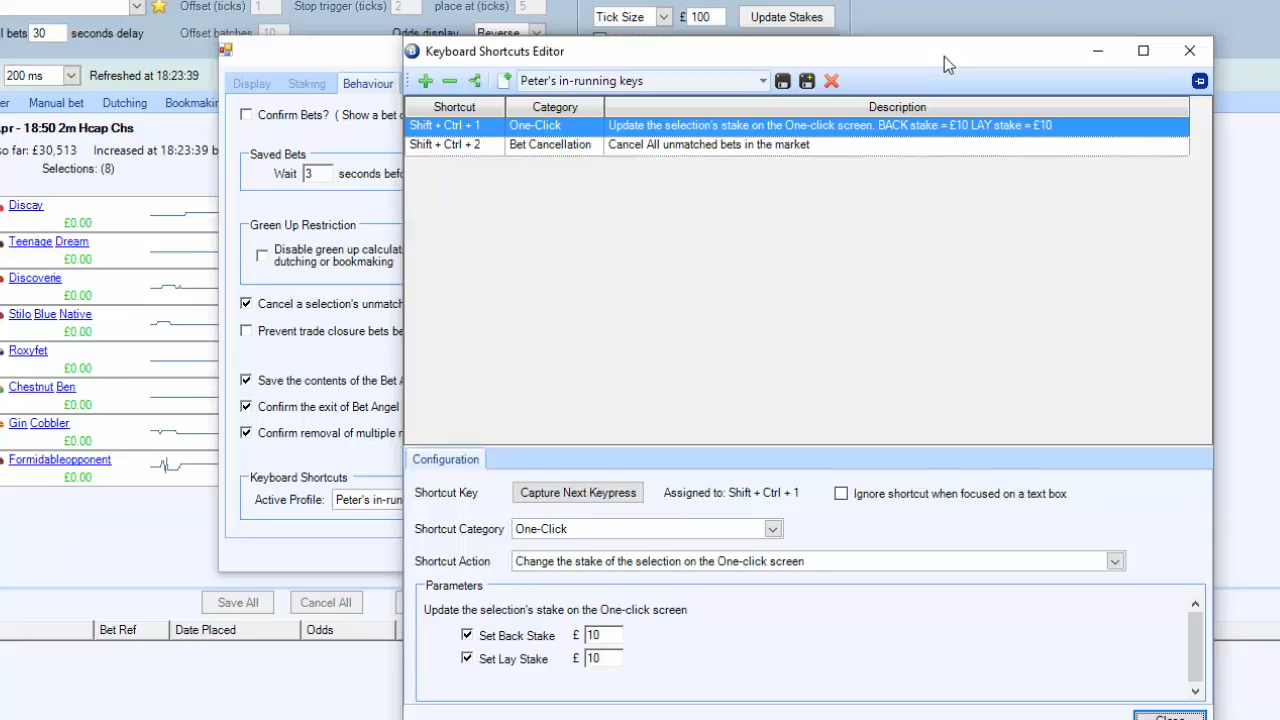 Offset (ticks) 1 Stop trigger (ticks) 2 place at (ticks) 5
Tick Size £ 100 Update Stakes
l bets 30 seconds delay Offset batches 10 Odds display Reverse
200 ms Refreshed at 18:23:39
er Manual bet Dutching Bookmakin
pr - 18:50 2m Hcap Chs
o far: £30,513 Increased at 18:23:39 b
Selections: (8)
Discay
£0.00
Teenage Dream
£0.00
Discoverie
£0.00
Stilo Blue Native
£0.00
Roxyfet
£0.00
Chestnut Ben
£0.00
Gin Cobbler
£0.00
Formidableopponent
£0.00
Save All Cancel All
Bet Ref Date Placed Odds
Display Staking Behaviour
Confirm Bets? ( Show a bet c
Saved Bets
Wait 3 seconds befo
Green Up Restriction
Disable green up calculat
dutching or bookmaking
Cancel a selection's unmatch
Prevent trade closure bets be
Save the contents of the Bet A
Confirm the exit of Bet Angel
Confirm removal of multiple r
Keyboard Shortcuts
Active Profile: Peter's in-runn
Keyboard Shortcuts Editor
Peter's in-running keys
Shortcut Category Description
Shift + Ctrl + 1 One-Click Update the selection's stake on the One-click screen. BACK stake = £10 LAY stake = £10
Shift + Ctrl + 2 Bet Cancellation Cancel All unmatched bets in the market
Configuration
Shortcut Key Capture Next Keypress Assigned to: Shift + Ctrl + 1 Ignore shortcut when focused on a text box
Shortcut Category One-Click
Shortcut Action Change the stake of the selection on the One-click screen
Parameters
Update the selection's stake on the One-click screen
Set Back Stake £ 10
Set Lay Stake £ 10
Close